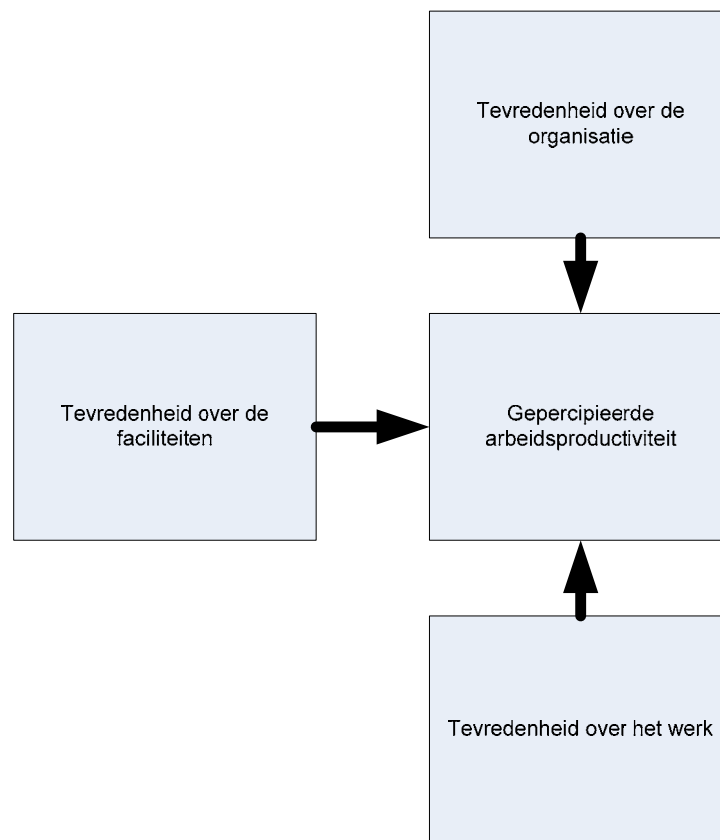 Tevredenheid over de
organisatie
Tevredenheid over de
faciliteiten
Gepercipieerde
arbeidsproductiviteit
Tevredenheid over het werk